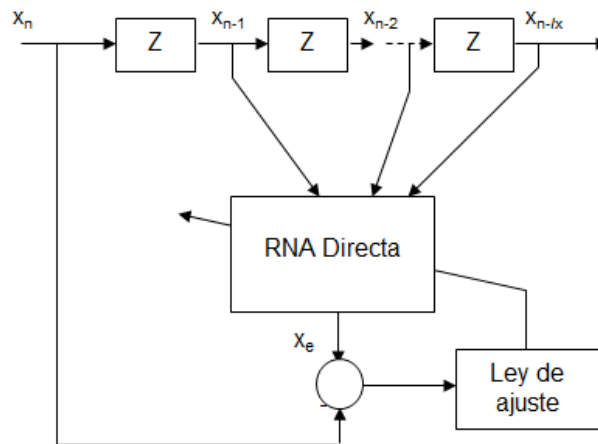 xₙ
Z
xₙ₋₁
Z
xₙ₋₂
Z
xₙ₋ₗₓ
RNA Directa
xₑ
-
Ley de
ajuste